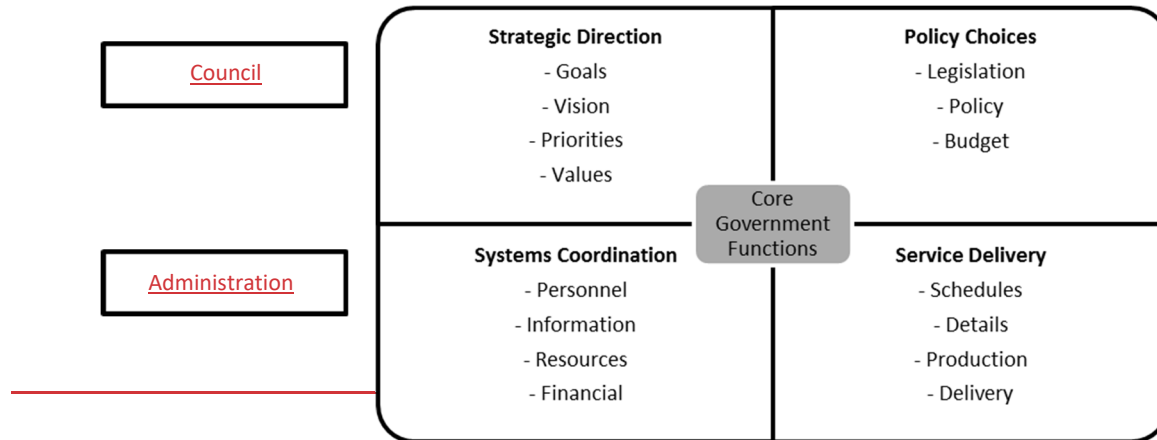 Council
Strategic Direction
- Goals
- Vision
- Priorities
- Values
Policy Choices
- Legislation
- Policy
- Budget
Core
Government
Functions
Administration
Systems Coordination
- Personnel
- Information
- Resources
- Financial
Service Delivery
- Schedules
- Details
- Production
- Delivery